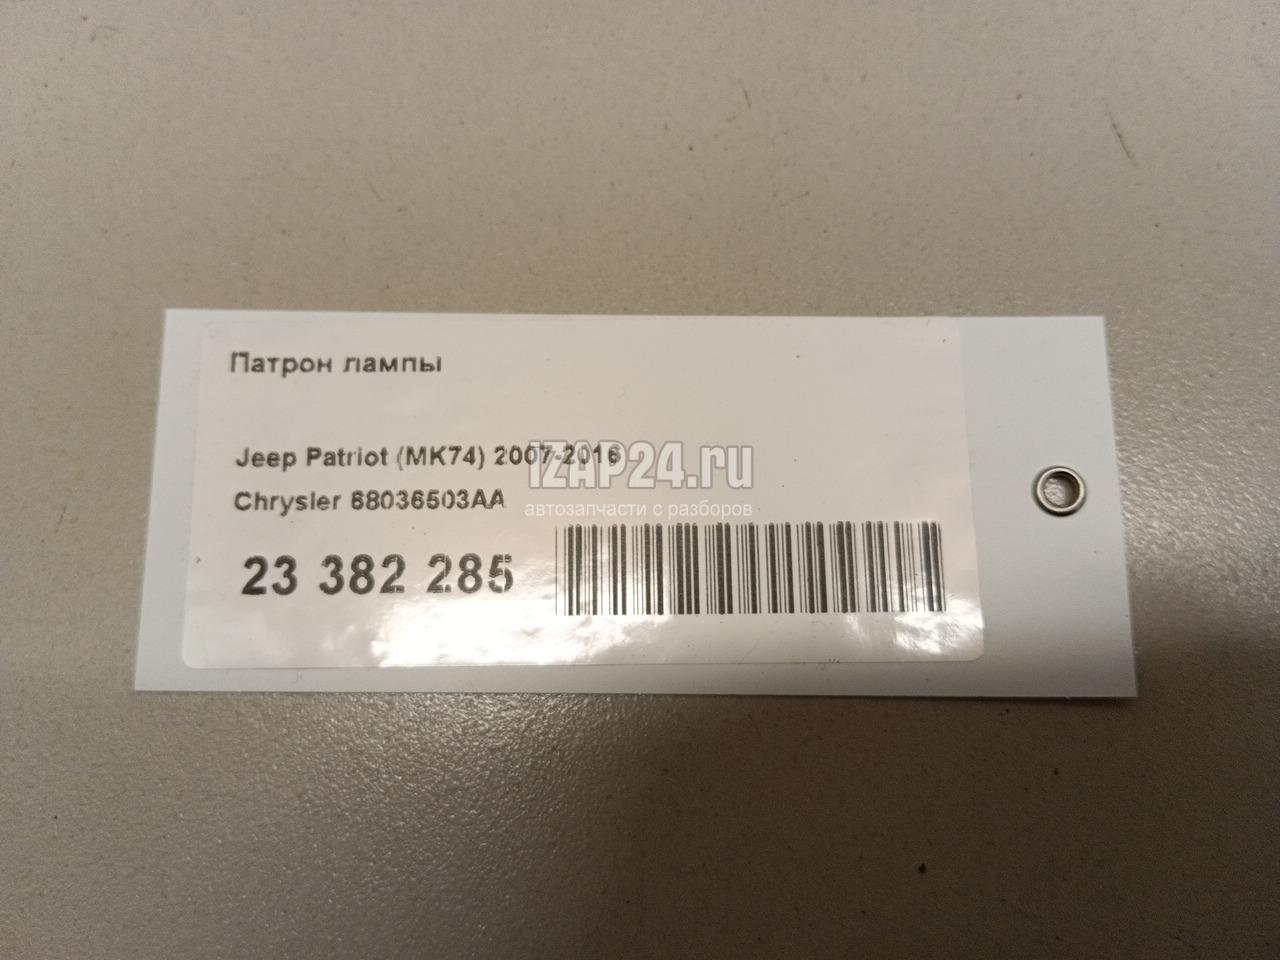 Патрон лампы
Jeep Patriot (MK74) 2007-2016
Chrysler 68036503AA
23 382 285
IZAP24.ru
автозапчасти с разборов